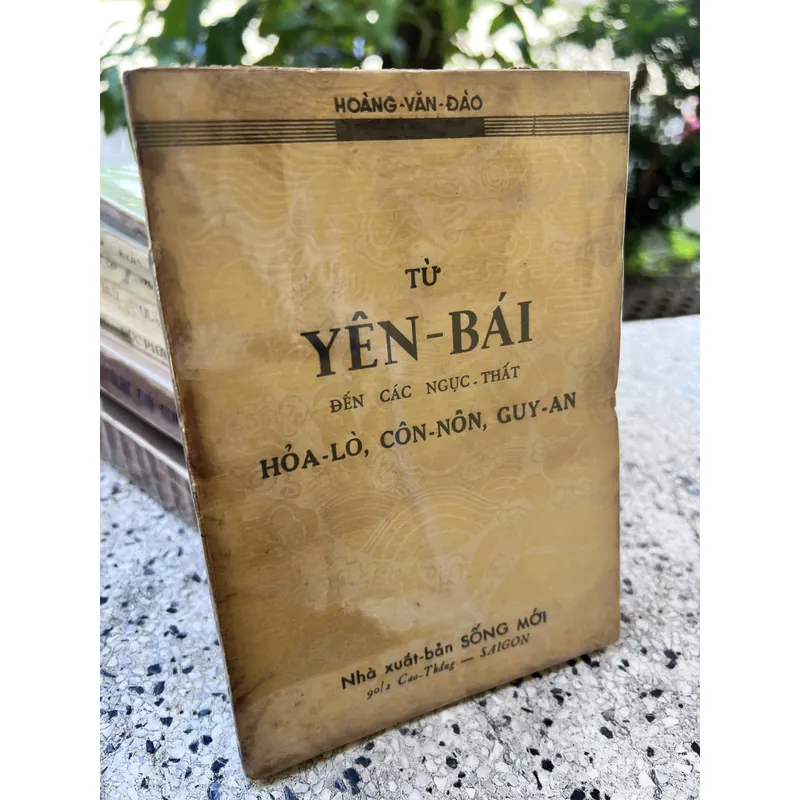 HOÀNG-VĂN-ĐÀO
TỪ
YÊN-BÁI
ĐẾN CÁC NGỤC-THẤT
HỎA-LÒ, CÔN-NÔN, GUY-AN
Nhà xuất-bản SỐNG MỚI
90/2 Cao-Thắng — SAIGON